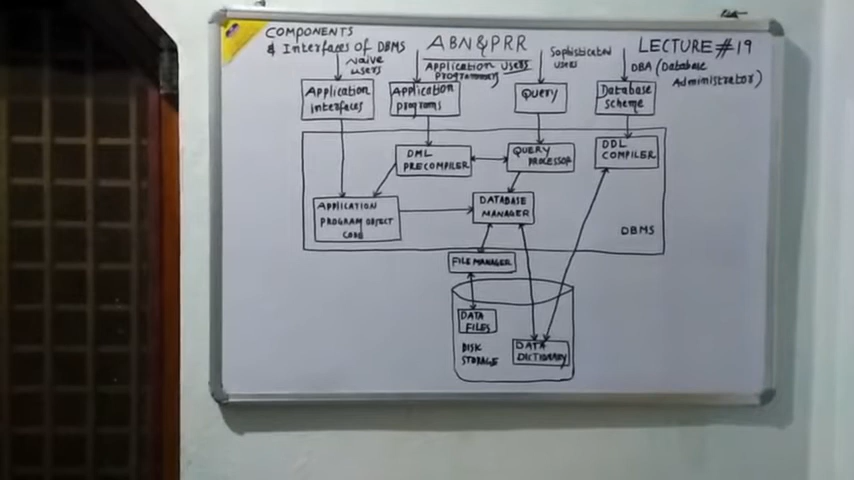 COMPONENTS
& Interfaces of DBMS
ABN&PRR
LECTURE #19
Naive
users
Application Users
Programmers
Sophisticated
users
DBA (Database
Administrator)
Application
interfaces
Application
programs
Query
Database
scheme
DML
PRECOMPILER
QUERY
PROCESSOR
DDL
COMPILER
APPLICATION
PROGRAM OBJECT
CODE
DATABASE
MANAGER
DBMS
FILE MANAGER
DATA
FILES
DISK
STORAGE
DATA
DICTIONARY